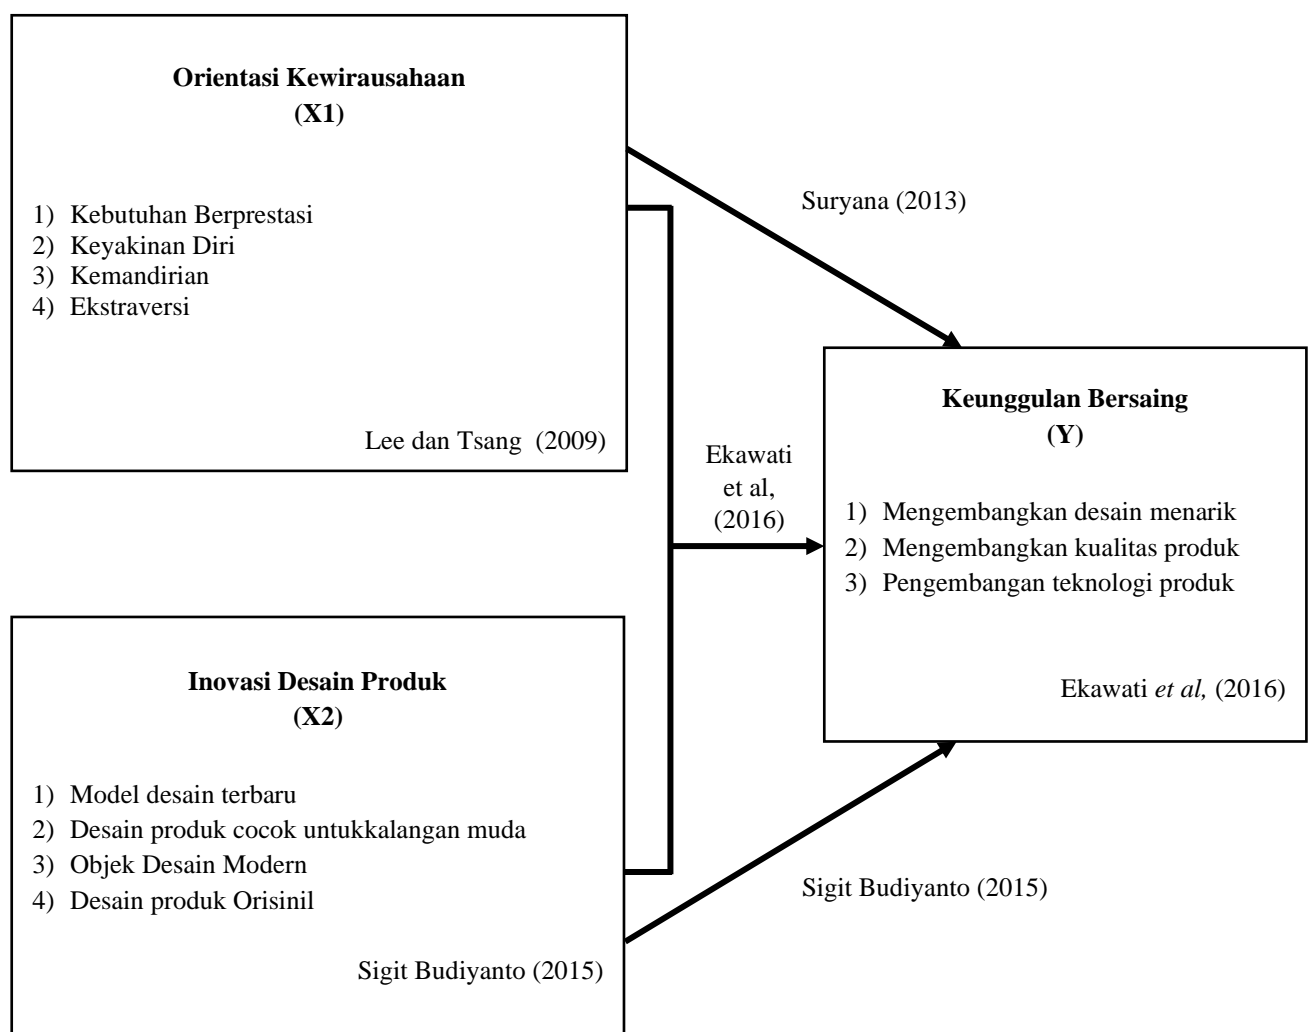 Orientasi Kewirausahaan
(X1)
1) Kebutuhan Berprestasi
2) Keyakinan Diri
3) Kemandirian
4) Ekstraversi
Lee dan Tsang (2009)
Suryana (2013)
Ekawati
et al,
(2016)
Keunggulan Bersaing
(Y)
1) Mengembangkan desain menarik
2) Mengembangkan kualitas produk
3) Pengembangan teknologi produk
Ekawati et al, (2016)
Inovasi Desain Produk
(X2)
1) Model desain terbaru
2) Desain produk cocok untukkalangan muda
3) Objek Desain Modern
4) Desain produk Orisinil
Sigit Budiyanto (2015)
Sigit Budiyanto (2015)